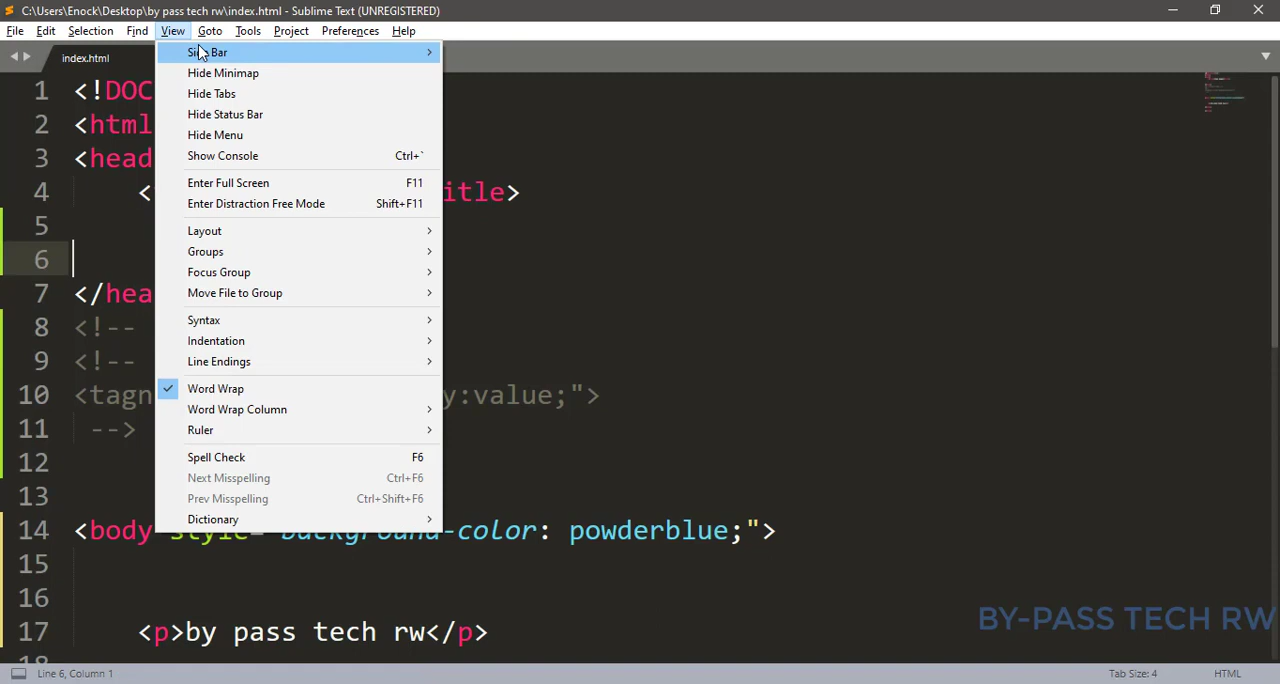 C:\Users\Enock\Desktop\by pass tech rw\index.html - Sublime Text (UNREGISTERED)
File Edit Selection Find View Goto Tools Project Preferences Help
index.html
Side Bar
Hide Minimap
Hide Tabs
Hide Status Bar
Hide Menu
Show Console Ctrl+`
Enter Full Screen F11
Enter Distraction Free Mode Shift+F11
Layout
Groups
Focus Group
Move File to Group
Syntax
Indentation
Line Endings
Word Wrap
Word Wrap Column
Ruler
Spell Check F6
Next Misspelling Ctrl+F6
Prev Misspelling Ctrl+Shift+F6
Dictionary
1 <!DOC
2 <html
3 <head
4 < itle>
5
6
7 </hea
8 <!--
9 <!--
10 <tagn y:value;">
11 -->
12
13
14 <body style="background-color: powderblue;">
15
16
17 <p>by pass tech rw</p>
18
BY-PASS TECH RW
Line 6, Column 1 Tab Size: 4 HTML